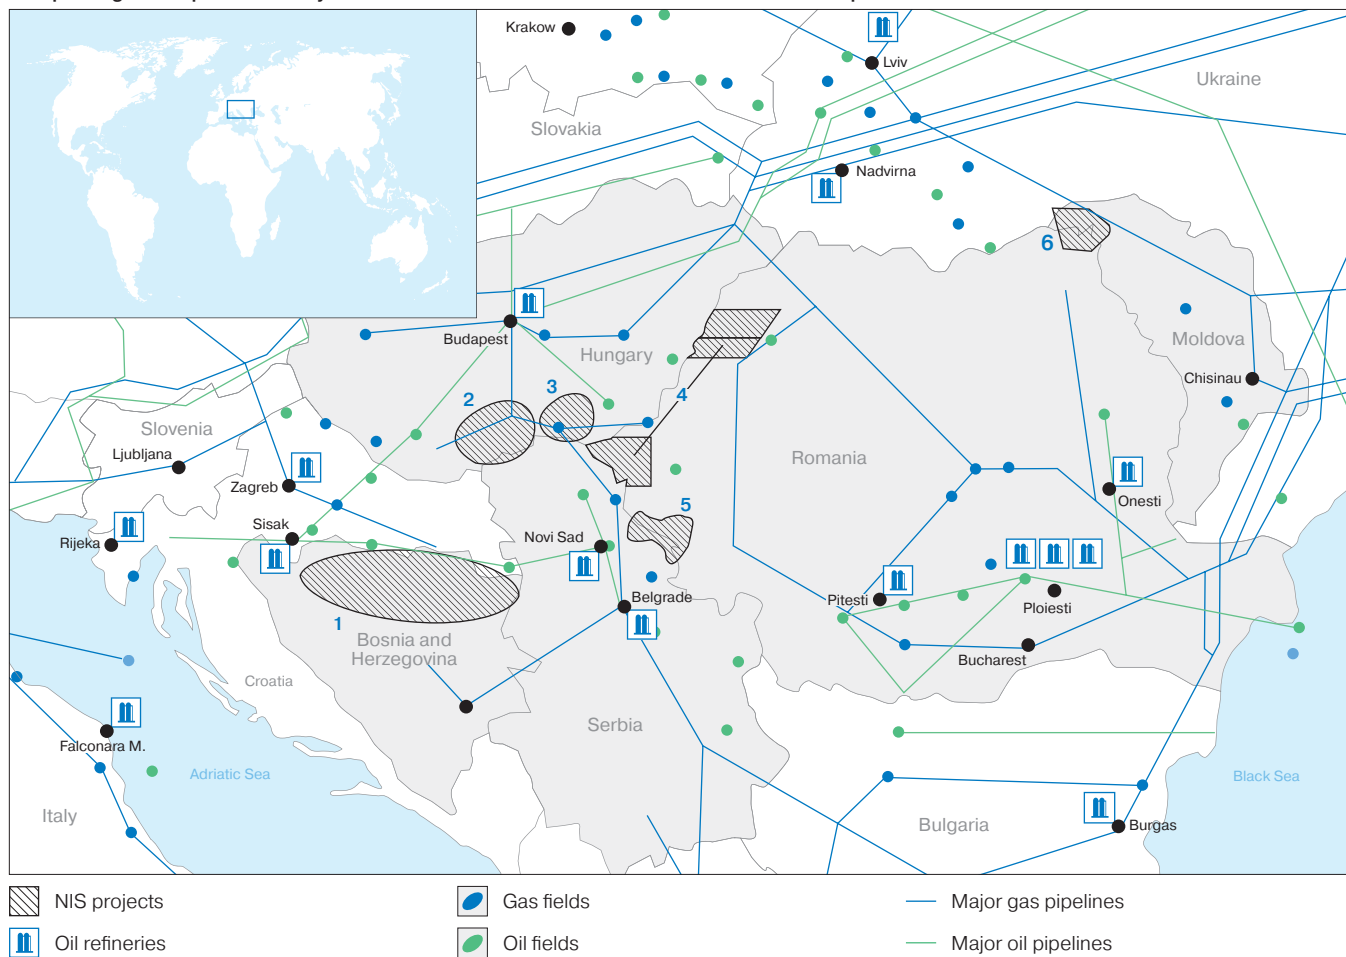 Krakow
Lviv
Ukraine
Slovakia
Nadvirna
6
Budapest
Hungary
Moldova
Chisinau
2
3
4
Slovenia
Ljubljana
Romania
Zagreb
Onesti
5
Sisak
Rijeka
Novi Sad
Belgrade
Pitesti
Ploiesti
1
Bosnia and
Herzegovina
Bucharest
Croatia
Serbia
Falconara M.
Adriatic Sea
Black Sea
Italy
Bulgaria
Burgas
NIS projects
Gas fields
Major gas pipelines
Oil refineries
Oil fields
Major oil pipelines